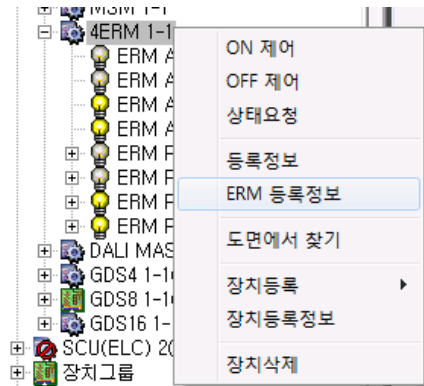 MSM 1-1
4ERM 1-1
ERM A
ERM A
ERM A
ERM A
ERM F
ERM F
ERM F
ERM F
DALI MAS
GDS4 1-1
GDS8 1-1
GDS16 1-
SCU(ELC) 2(
장치그룹
ON 제어
OFF 제어
상태요청
등록정보
ERM 등록정보
도면에서 찾기
장치등록
장치등록정보
장치삭제